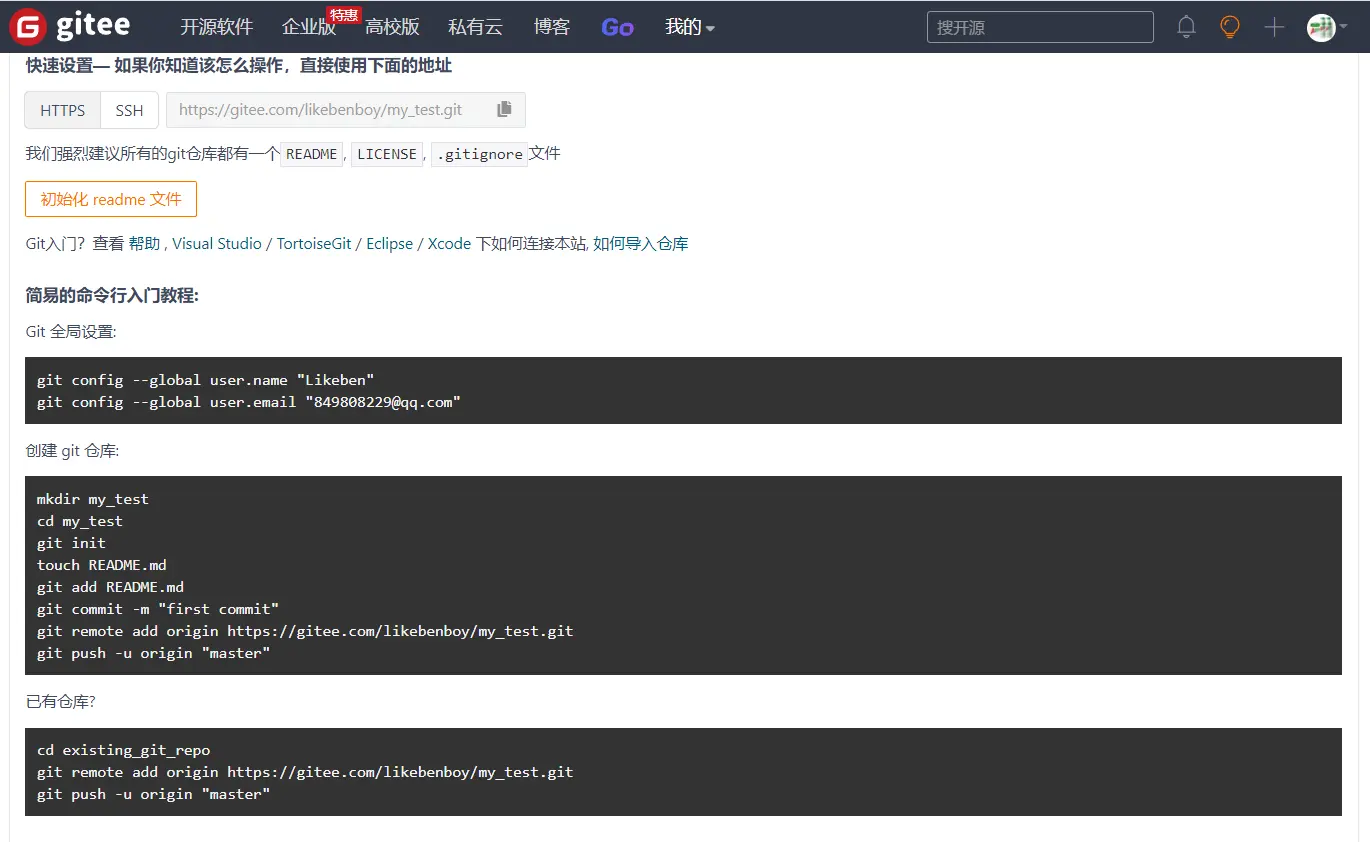 gitee 开源软件 企业版 特惠 高校版 私有云 博客 Go 我的 搜开源
快速设置— 如果你知道该怎么操作，直接使用下面的地址
HTTPS SSH https://gitee.com/likebenboy/my_test.git
我们强烈建议所有的git仓库都有一个 README, LICENSE, .gitignore 文件
初始化 readme 文件
Git入门？查看 帮助 , Visual Studio / TortoiseGit / Eclipse / Xcode 下如何连接本站, 如何导入仓库
简易的命令行入门教程:
Git 全局设置:
git config --global user.name "Likeben"
git config --global user.email "849808229@qq.com"
创建 git 仓库:
mkdir my_test
cd my_test
git init
touch README.md
git add README.md
git commit -m "first commit"
git remote add origin https://gitee.com/likebenboy/my_test.git
git push -u origin "master"
已有仓库?
cd existing_git_repo
git remote add origin https://gitee.com/likebenboy/my_test.git
git push -u origin "master"